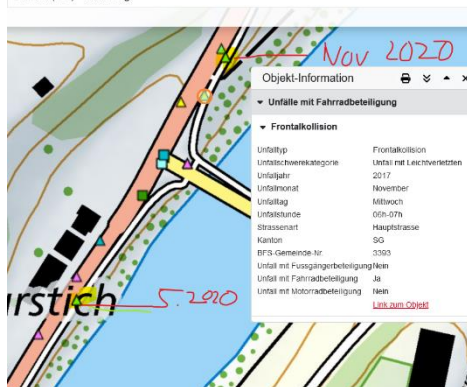 Nov 2020
Objekt-Information
Unfälle mit Fahrradbeteiligung
Frontalkollision
Unfalltyp Frontalkollision
Unfallschwerekategorie Unfall mit Leichtverletzten
Unfalljahr 2017
Unfallmonat November
Unfalltag Mittwoch
Unfallstunde 06h-07h
Strassenart Hauptstrasse
Kanton SG
BFS-Gemeinde-Nr. 3393
Unfall mit Fussgängerbeteiligung Nein
Unfall mit Fahrradbeteiligung Ja
Unfall mit Motorradbeteiligung Nein
Link zum Objekt
rstich
5.2020